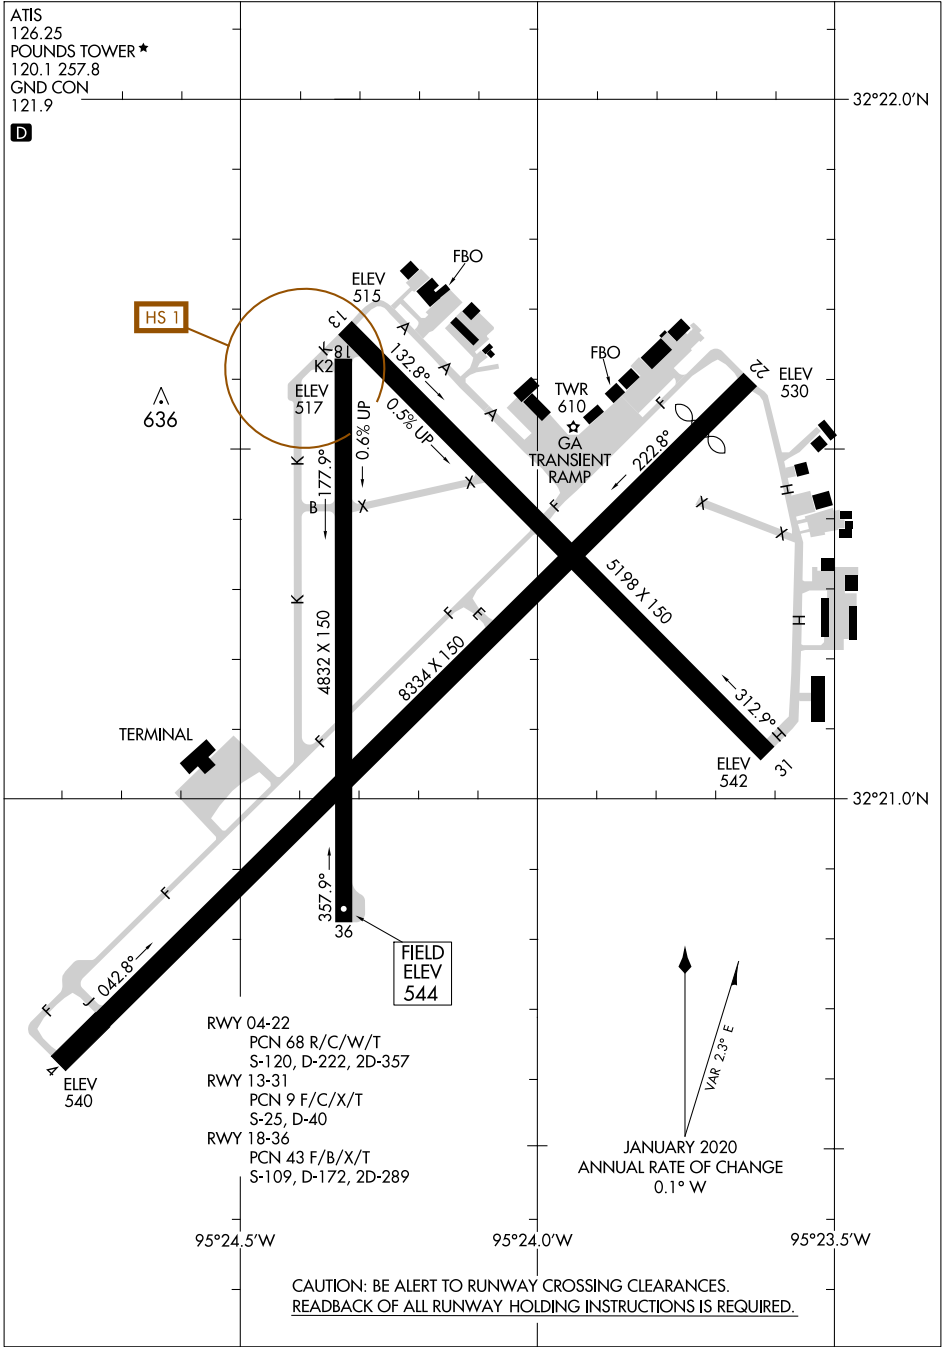 ATIS
126.25
POUNDS TOWER★
120.1 257.8
GND CON
121.9
D
32°22.0'N
FBO
ELEV
515
HS 1
13
K
18
K2
A
132.8°
A
FBO
22
ELEV
530
ELEV
517
0.5% UP
A
TWR
610
F
636
0.6% UP
GA
TRANSIENT
RAMP
222.8°
K
177.9°
X
H
B
X
F
X
X
5198 X 150
K
F
E
H
4832 X 150
8334 X 150
312.9°
TERMINAL
F
H
ELEV
542
31
32°21.0'N
F
357.9°
36
FIELD
ELEV
544
042.8°
F
J
4
ELEV
540
RWY 04-22
PCN 68 R/C/W/T
S-120, D-222, 2D-357
RWY 13-31
PCN 9 F/C/X/T
S-25, D-40
RWY 18-36
PCN 43 F/B/X/T
S-109, D-172, 2D-289
VAR 2.3° E
JANUARY 2020
ANNUAL RATE OF CHANGE
0.1° W
95°24.5'W
95°24.0'W
95°23.5'W
CAUTION: BE ALERT TO RUNWAY CROSSING CLEARANCES.
READBACK OF ALL RUNWAY HOLDING INSTRUCTIONS IS REQUIRED.